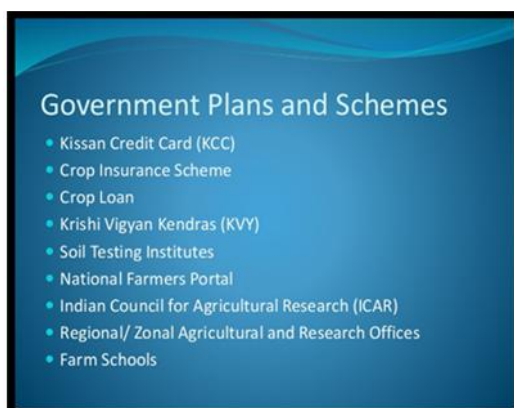 Government Plans and Schemes
Kissan Credit Card (KCC)
Crop Insurance Scheme
Crop Loan
Krishi Vigyan Kendras (KVY)
Soil Testing Institutes
National Farmers Portal
Indian Council for Agricultural Research (ICAR)
Regional/ Zonal Agricultural and Research Offices
Farm Schools